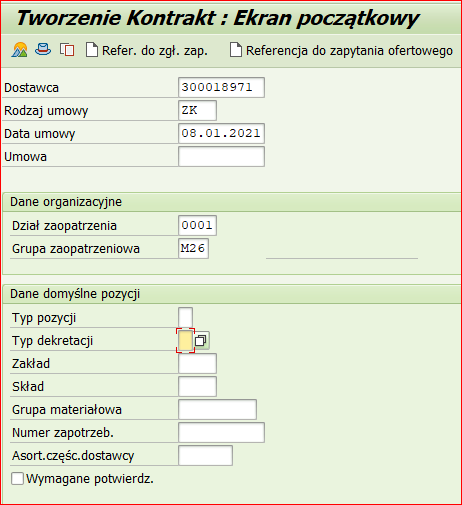 Tworzenie Kontrakt : Ekran początkowy
Refer. do zgł. zap. Referencja do zapytania ofertowego
Dostawca 300018971
Rodzaj umowy ZK
Data umowy 08.01.2021
Umowa
Dane organizacyjne
Dział zaopatrzenia 0001
Grupa zaopatrzeniowa M26
Dane domyślne pozycji
Typ pozycji
Typ dekretacji
Zakład
Skład
Grupa materiałowa
Numer zapotrzeb.
Asort.częśc.dostawcy
Wymagane potwierdz.